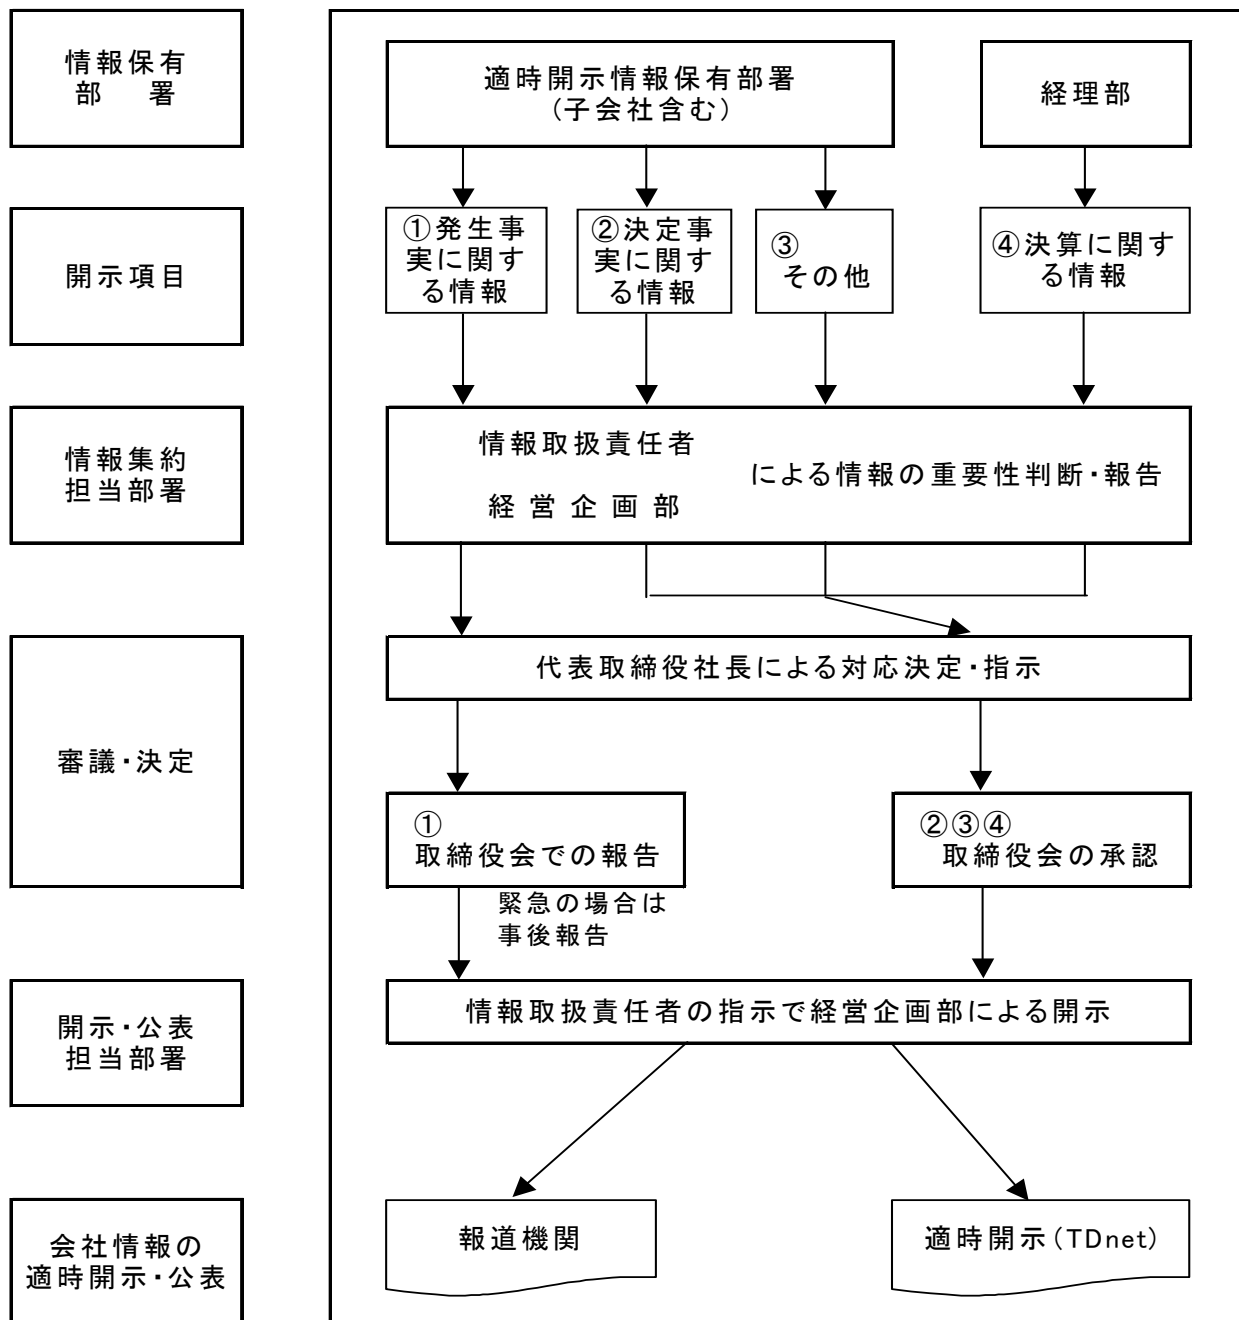 情報保有
部　署
適時開示情報保有部署
(子会社含む)
経理部
開示項目
①発生事
実に関す
る情報
②決定事
実に関す
る情報
③
その他
④決算に関す
る情報
情報集約
担当部署
情報取扱責任者
経営企画部
による情報の重要性判断・報告
審議・決定
代表取締役社長による対応決定・指示
①
取締役会での報告
②③④
取締役会の承認
緊急の場合は
事後報告
開示・公表
担当部署
情報取扱責任者の指示で経営企画部による開示
会社情報の
適時開示・公表
報道機関
適時開示(TDnet)